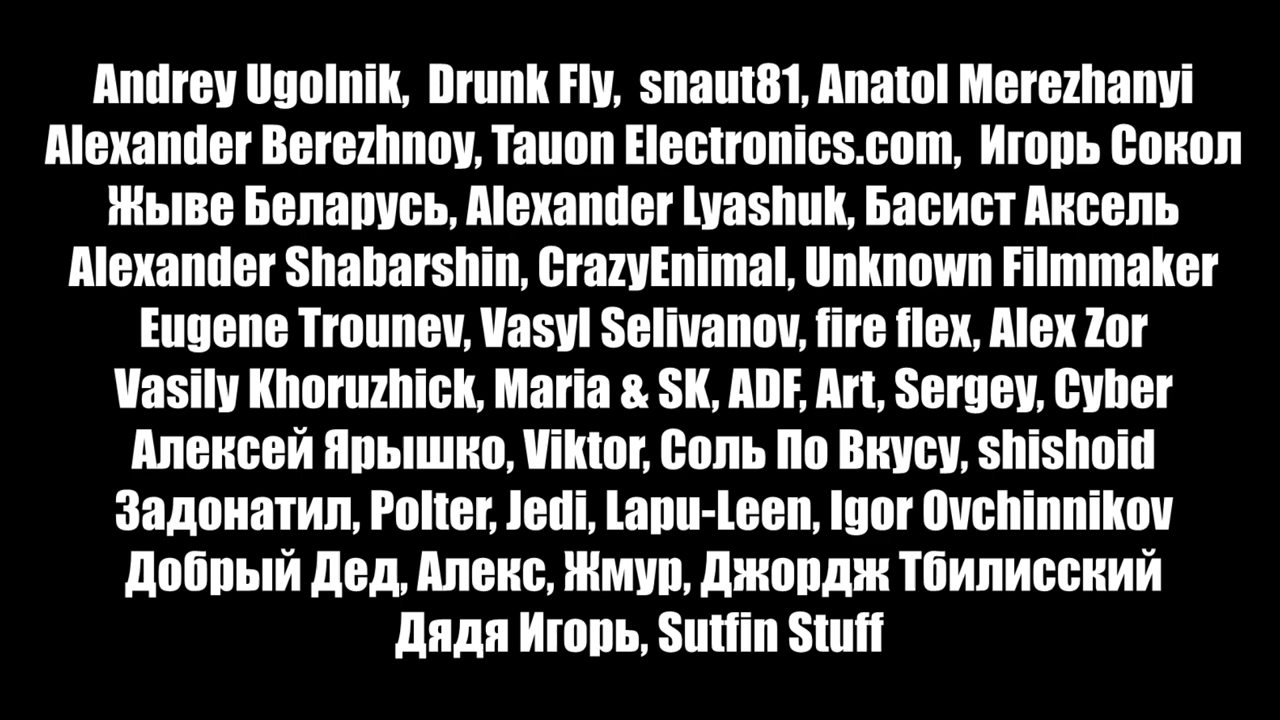 Andrey Ugolnik, Drunk Fly, snaut81, Anatol Merezhanyi
Alexander Berezhnoy, Tauon Electronics.com, Игорь Сокол
Жыве Беларусь, Alexander Lyashuk, Басист Аксель
Alexander Shabarshin, CrazyEnimal, Unknown Filmmaker
Eugene Trounev, Vasyl Selivanov, fire flex, Alex Zor
Vasily Khoruzhick, Maria & SK, ADF, Art, Sergey, Cyber
Алексей Ярышко, Viktor, Соль По Вкусу, shishoid
Задонатил, Polter, Jedi, Lapu-Leen, Igor Ovchinnikov
Добрый Дед, Алекс, Жмур, Джордж Тбилисский
Дядя Игорь, Sutfin Stuff